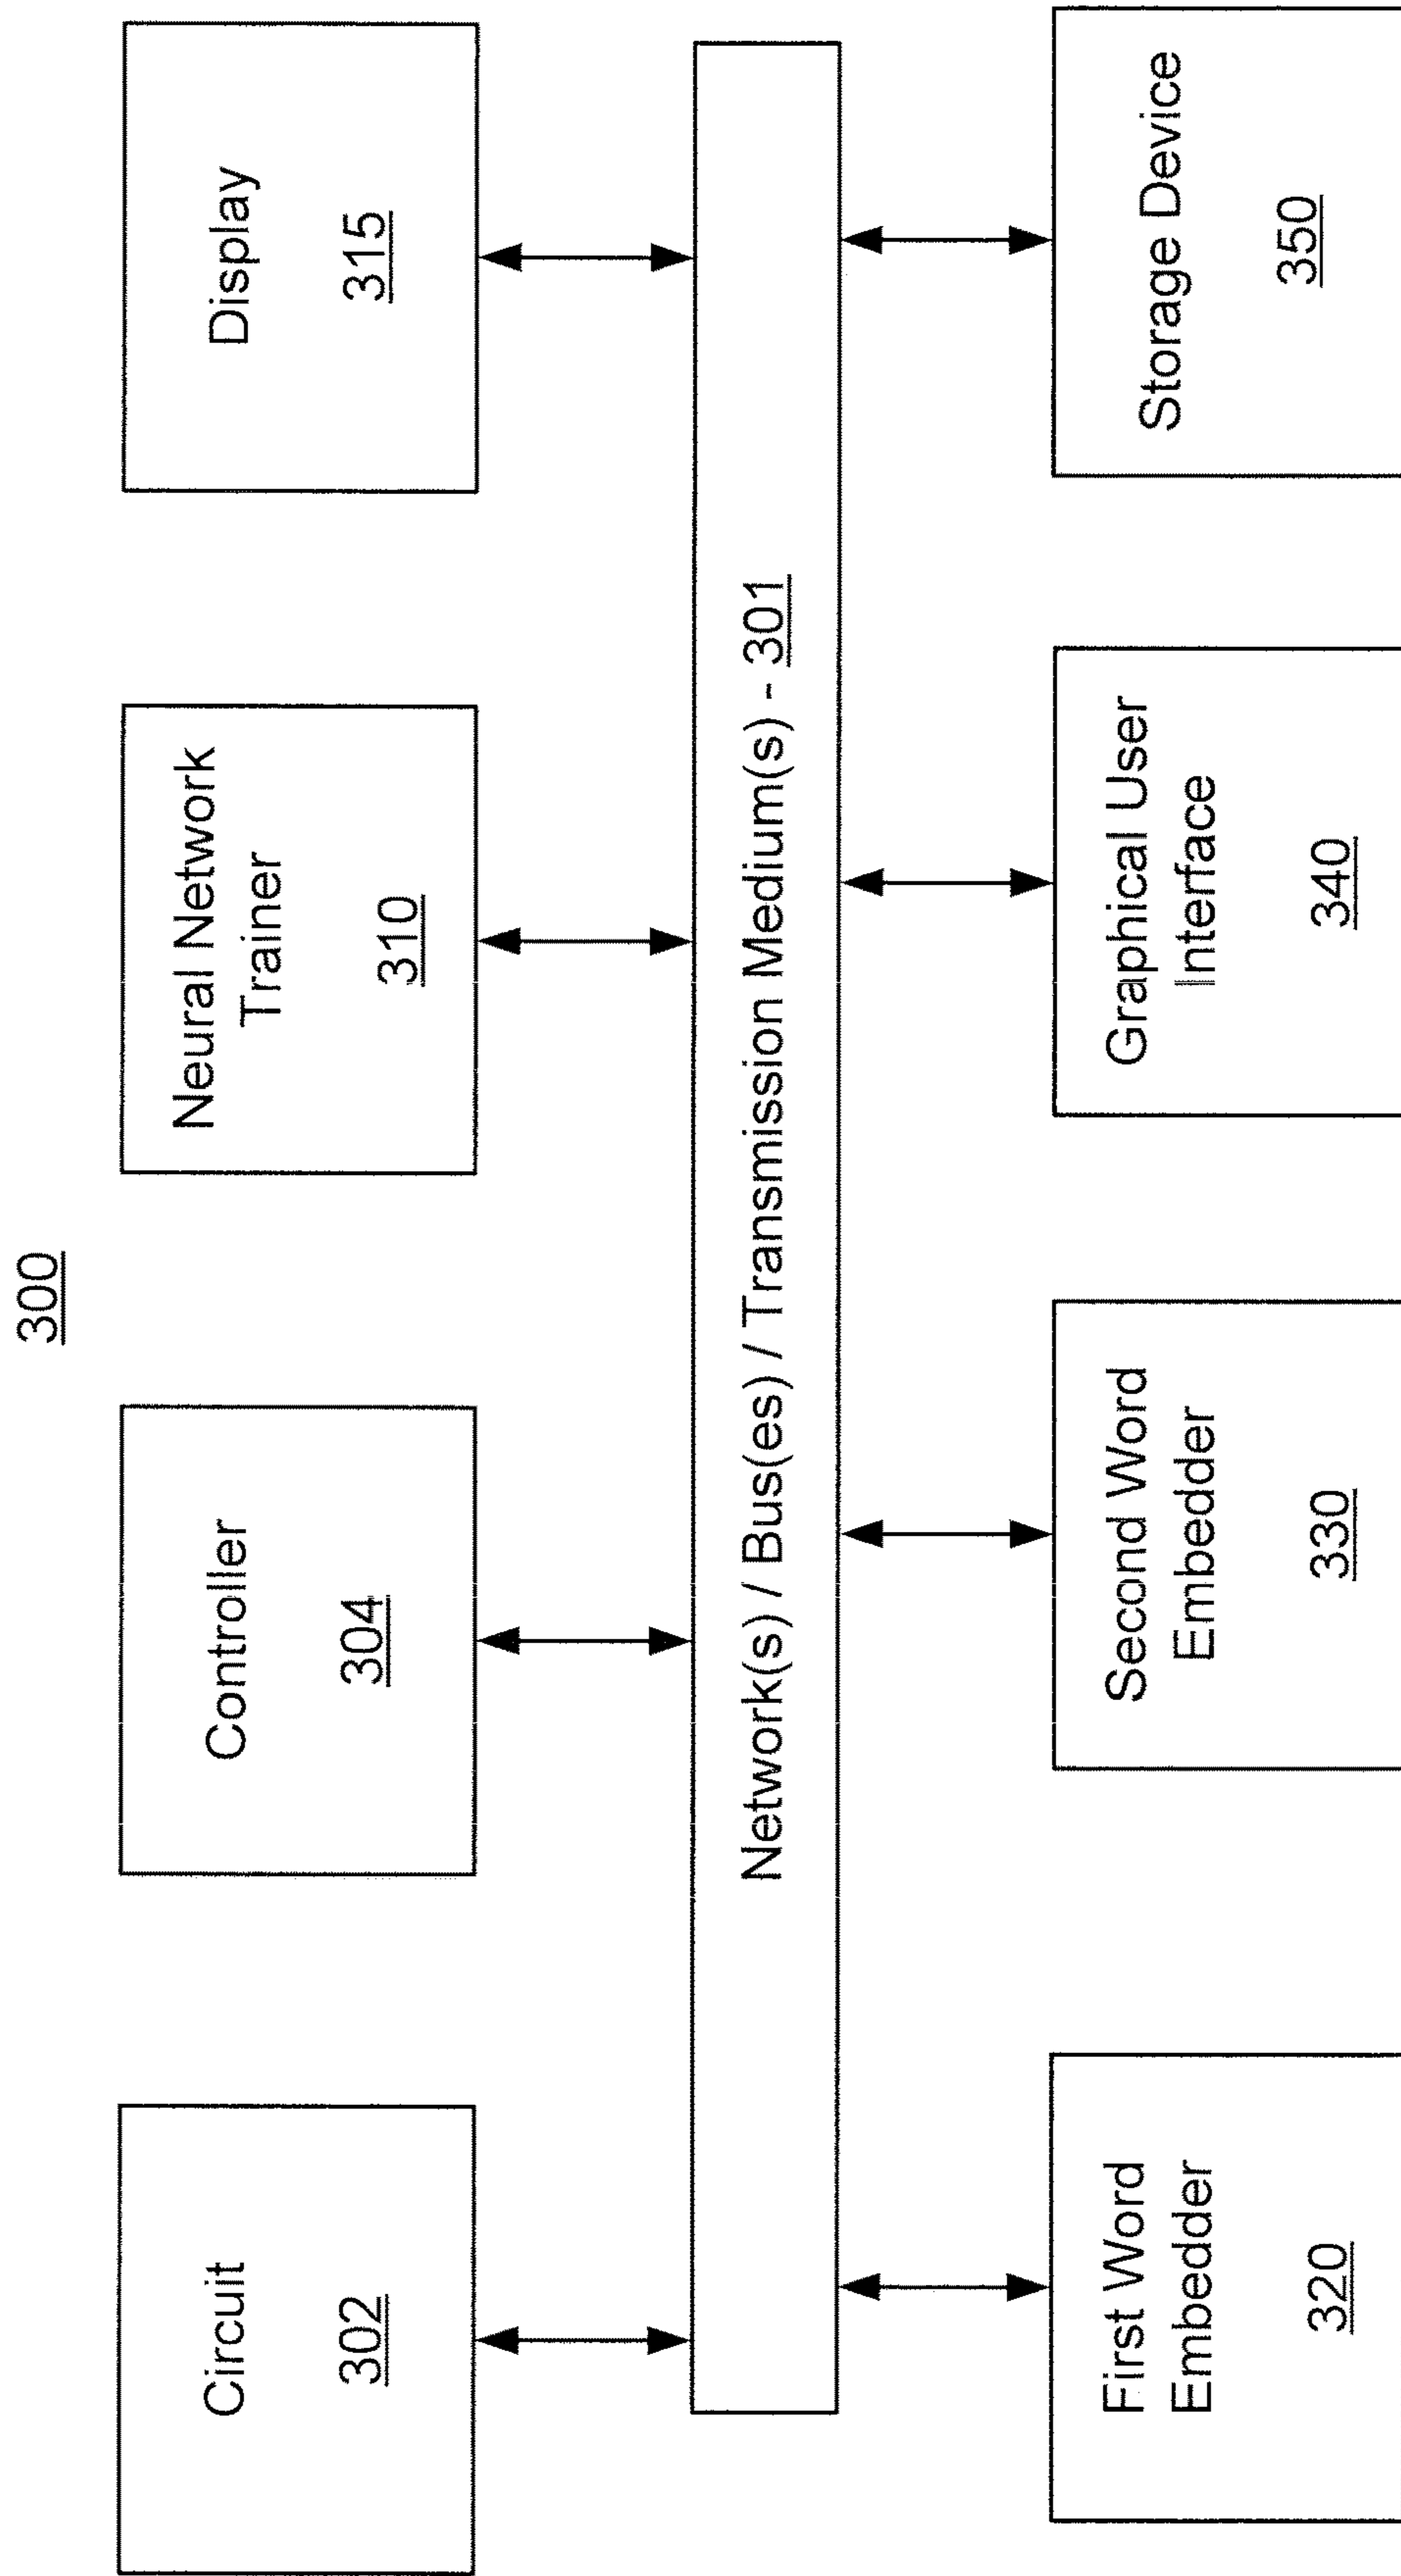 300
Circuit
302
Controller
304
Neural Network
Trainer
310
Display
315
Network(s) / Bus(es) / Transmission Medium(s) - 301
First Word
Embedder
320
Second Word
Embedder
330
Graphical User
Interface
340
Storage Device
350